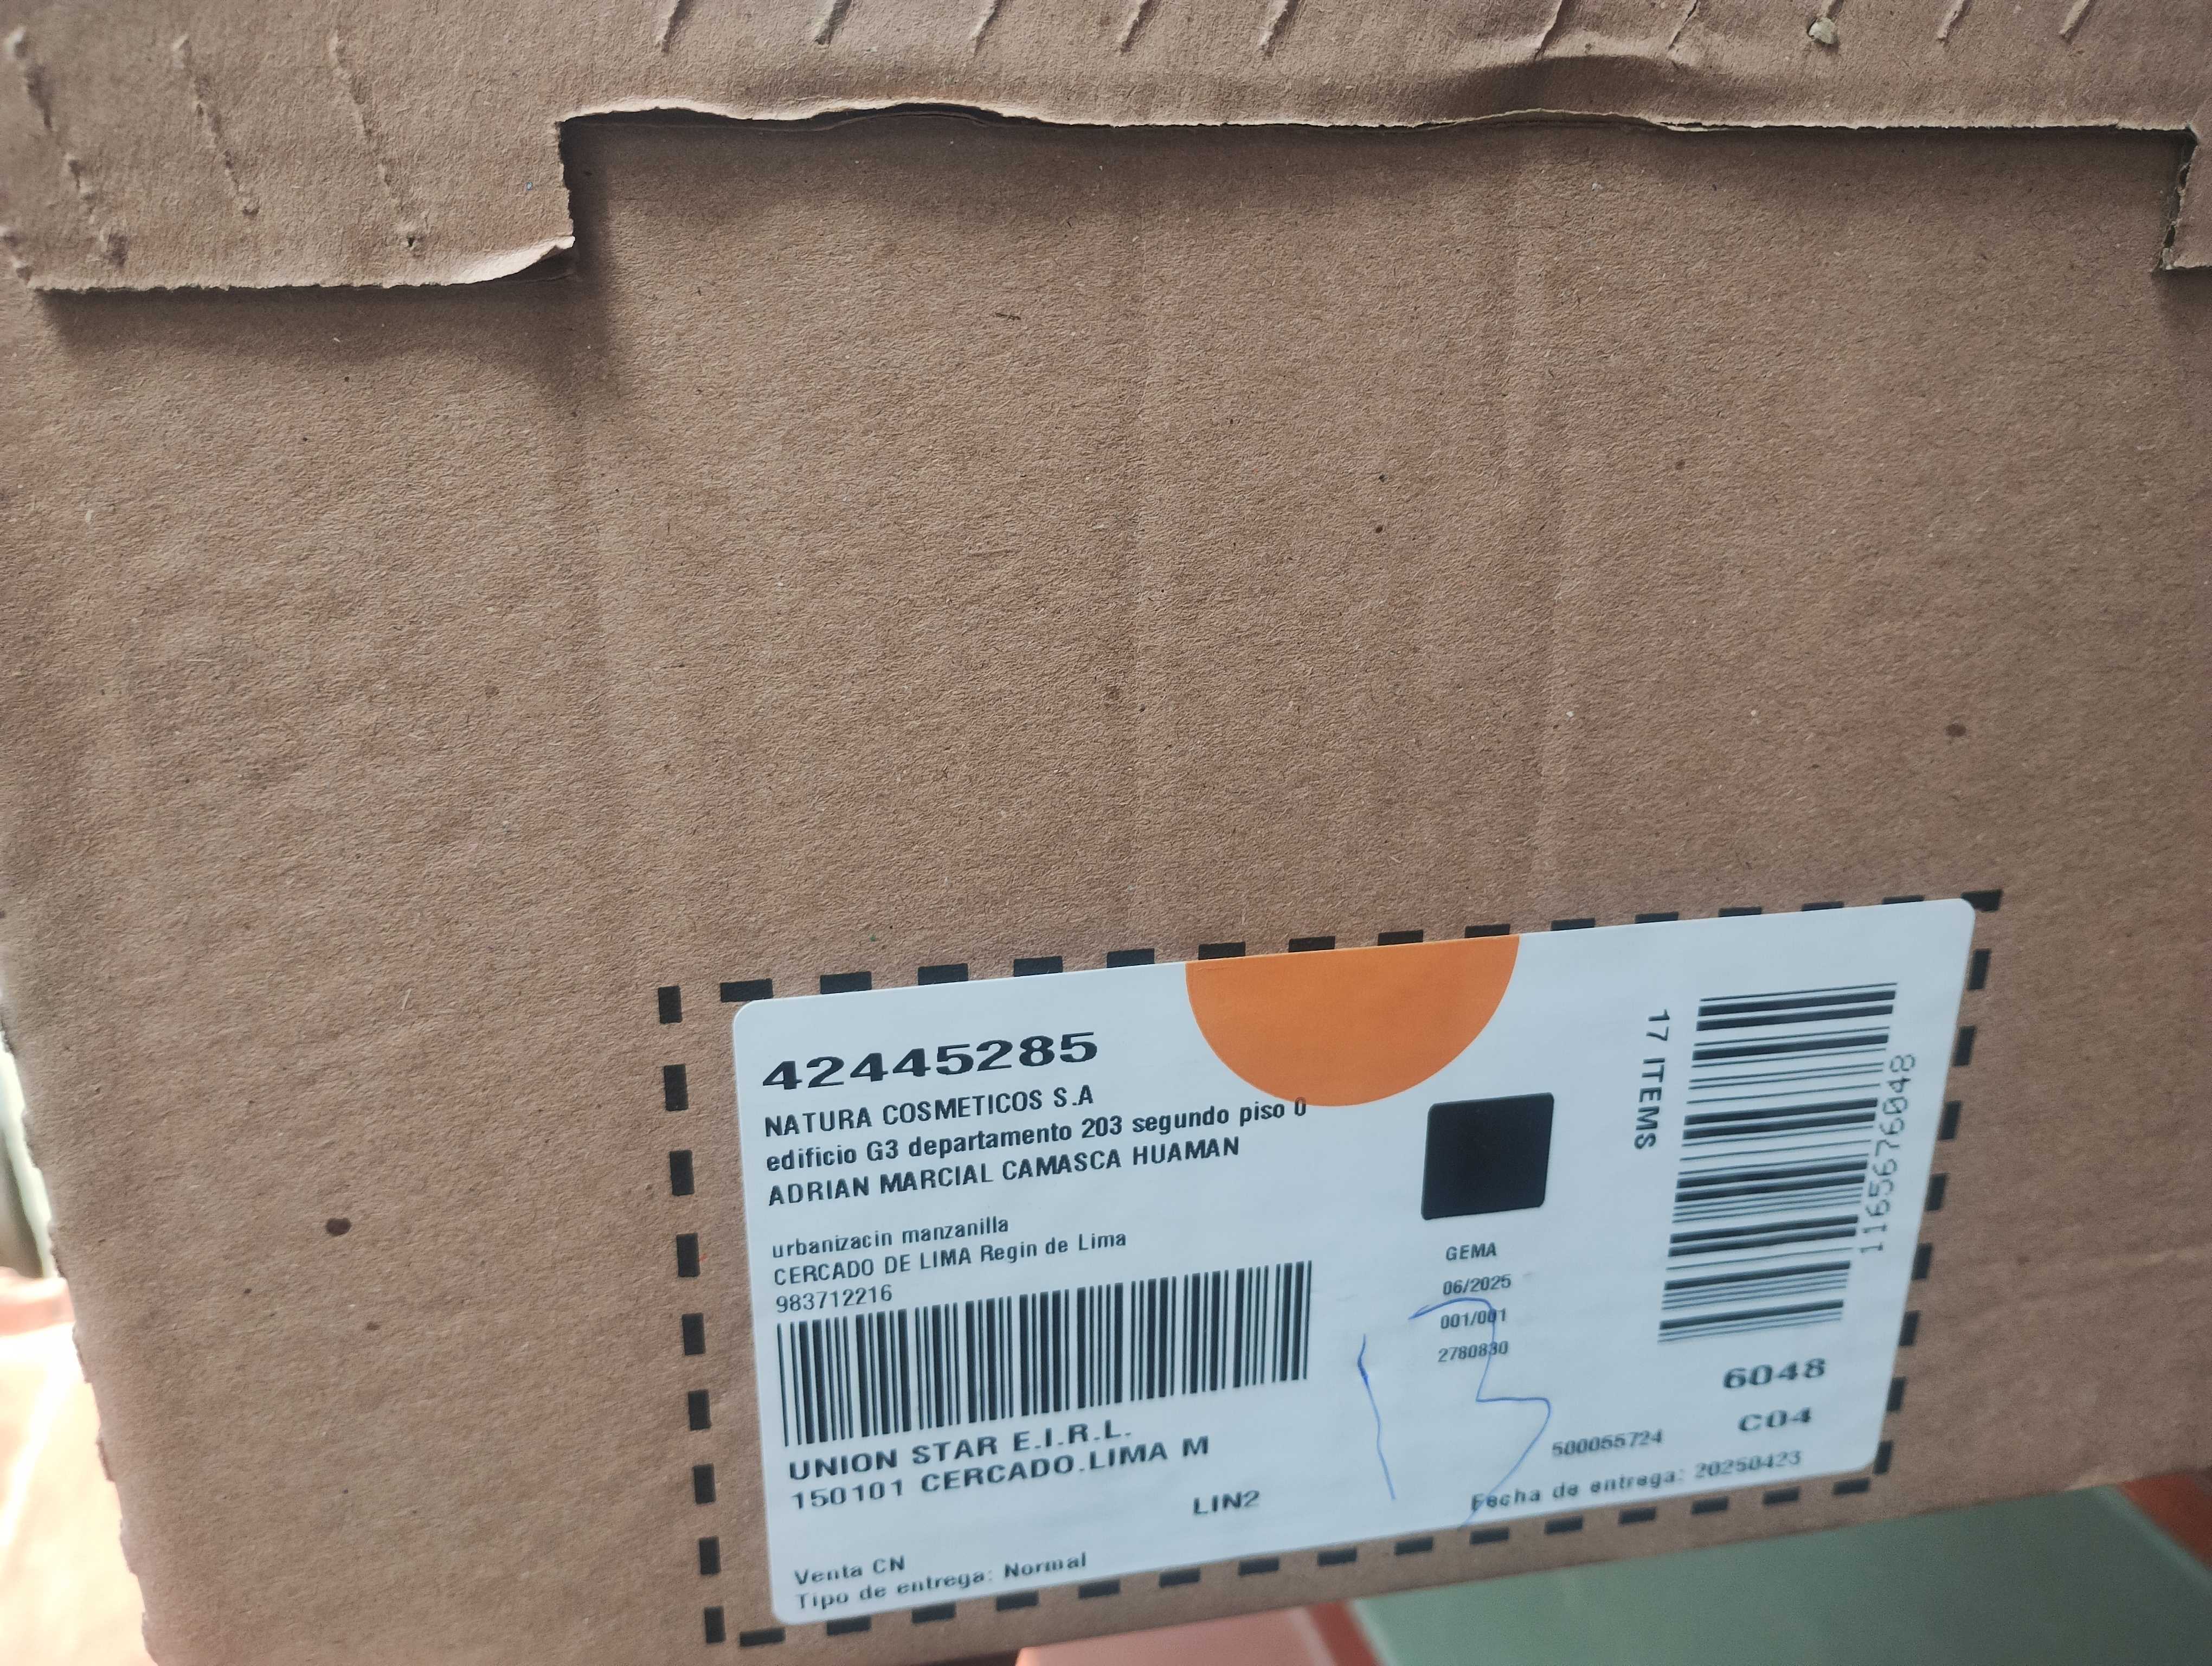 42445285
NATURA COSMETICOS S.A
edificio G3 departamento 203 segundo piso 0
ADRIAN MARCIAL CAMASCA HUAMAN
urbanizacin manzanilla
CERCADO DE LIMA Regin de Lima
983712216
UNION STAR E.I.R.L.
150101 CERCADO.LIMA M
LIN2
Venta CN
Tipo de entrega: Normal
GEMA
06/2025
001/001
2780830
17 ITEMS
1165676048
6048
C04
500055724
Fecha de entrega: 20250423